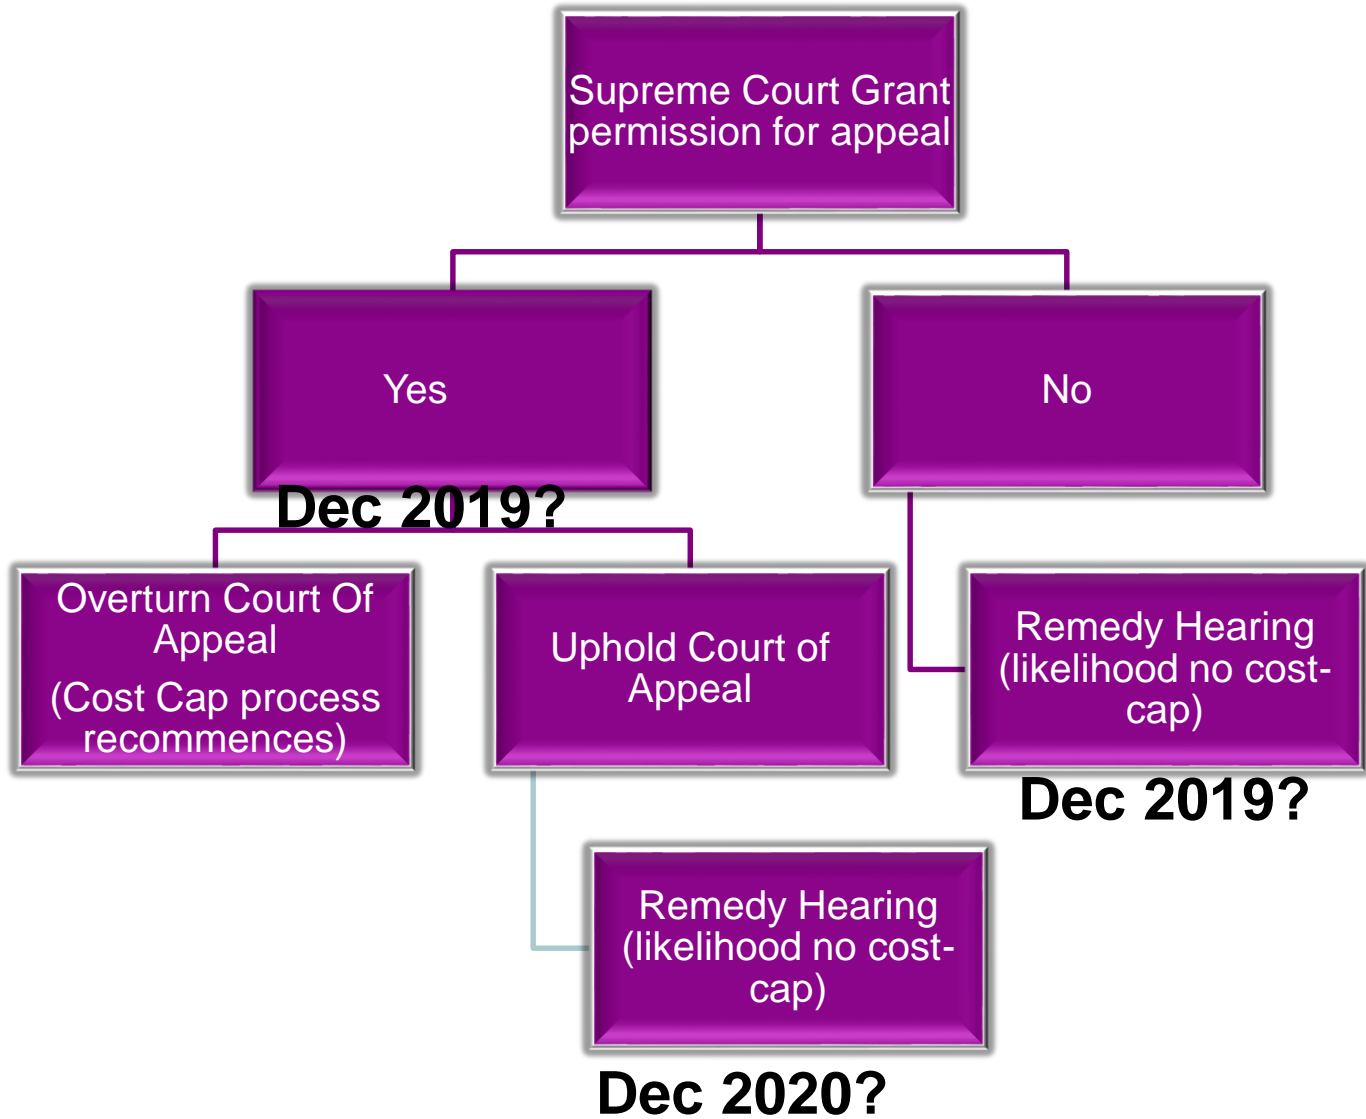 Supreme Court Grant
permission for appeal
Yes
No
Dec 2019?
Overturn Court Of
Appeal
(Cost Cap process
recommences)
Uphold Court of
Appeal
Remedy Hearing
(likelihood no cost-
cap)
Dec 2019?
Remedy Hearing
(likelihood no cost-
cap)
Dec 2020?